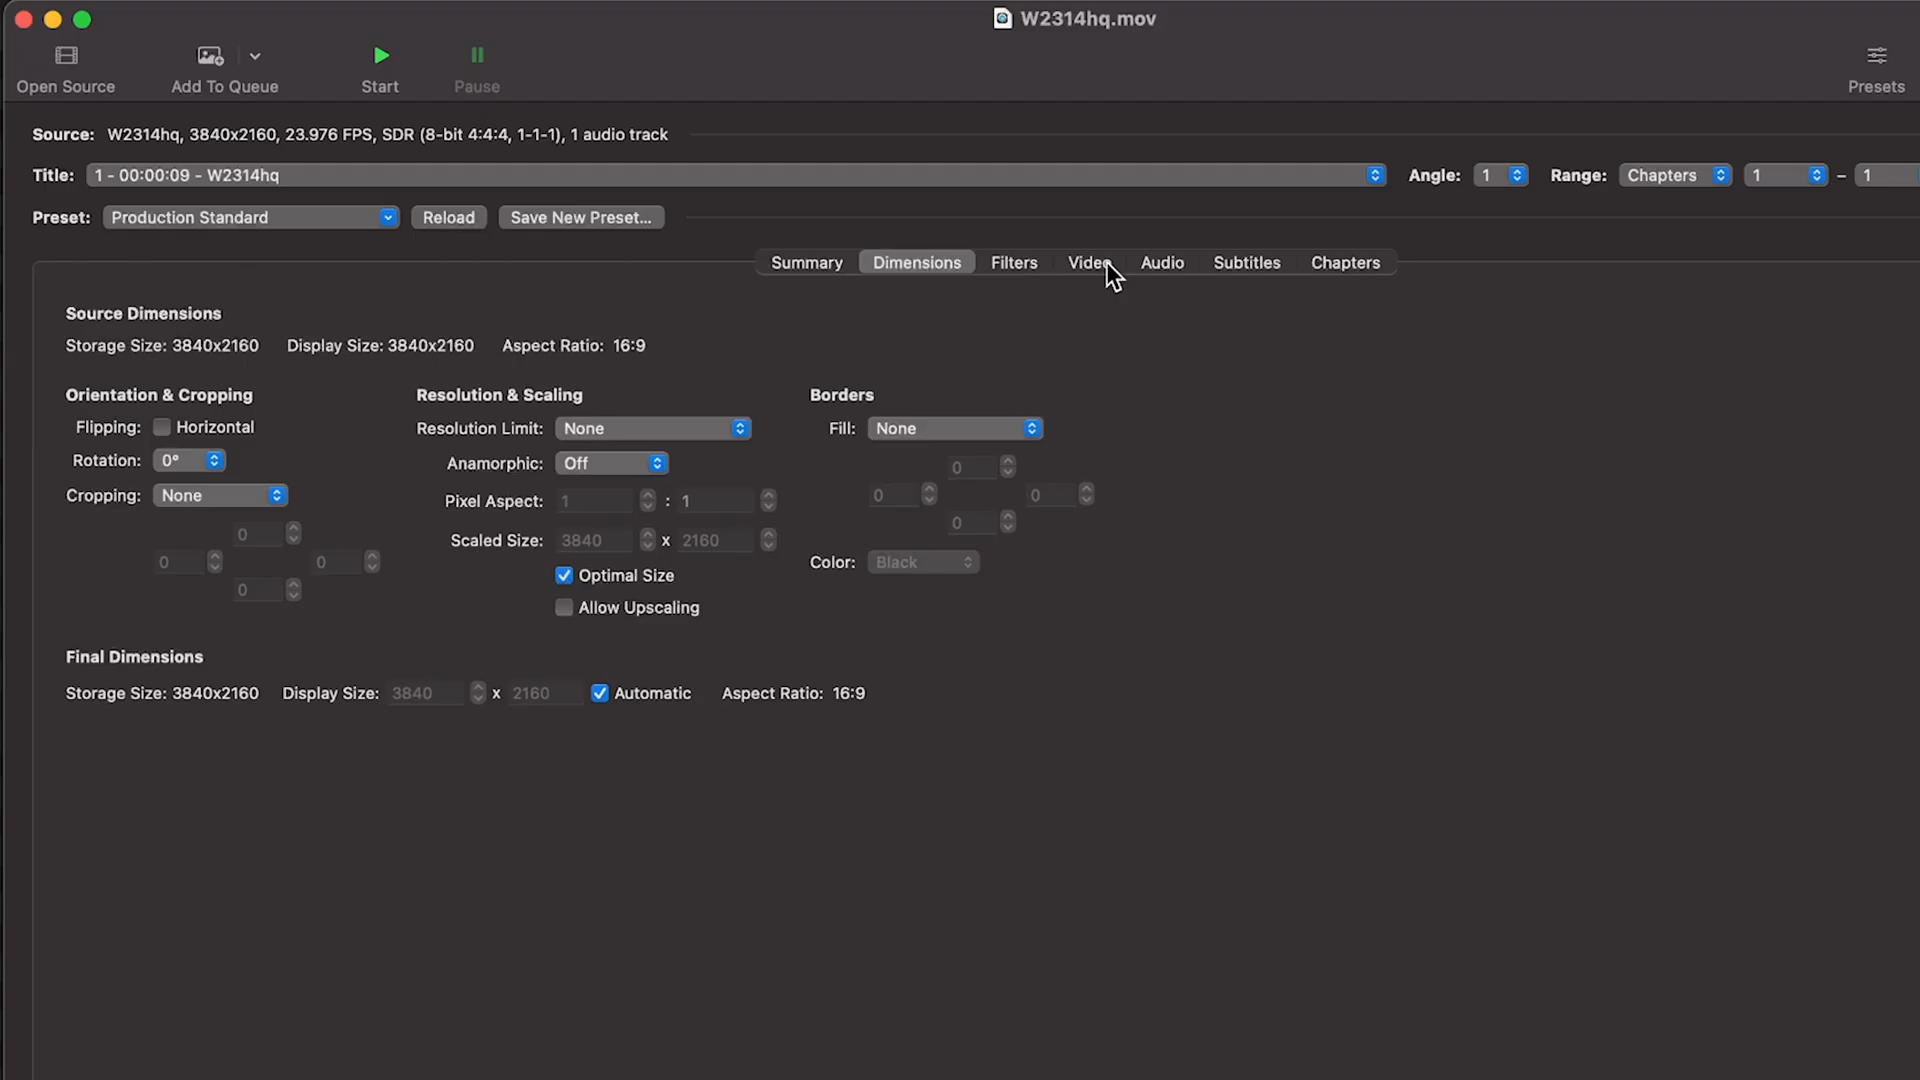 W2314hq.mov
Open Source Add To Queue Start Pause Presets
Source: W2314hq, 3840x2160, 23.976 FPS, SDR (8-bit 4:4:4, 1-1-1), 1 audio track
Title: 1 - 00:00:09 - W2314hq Angle: 1 Range: Chapters 1 – 1
Preset: Production Standard Reload Save New Preset...
Summary Dimensions Filters Video Audio Subtitles Chapters
Source Dimensions
Storage Size: 3840x2160 Display Size: 3840x2160 Aspect Ratio: 16:9
Orientation & Cropping Resolution & Scaling Borders
Flipping: Horizontal Resolution Limit: None Fill: None
Rotation: 0° Anamorphic: Off 0
Cropping: None Pixel Aspect: 1 : 1 0 0
0 Scaled Size: 3840 x 2160 0
0 0 Color: Black
Optimal Size
0
Allow Upscaling
Final Dimensions
Storage Size: 3840x2160 Display Size: 3840 x 2160 Automatic Aspect Ratio: 16:9